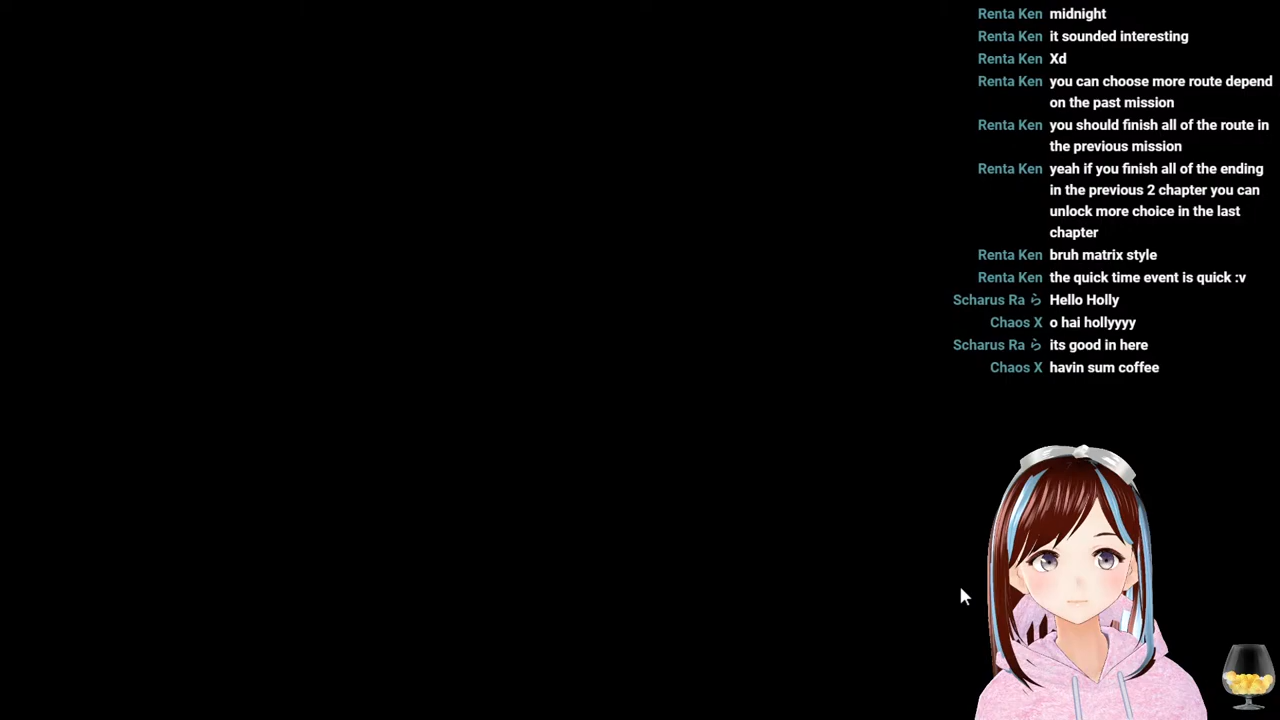 Renta Ken midnight
Renta Ken it sounded interesting
Renta Ken Xd
Renta Ken you can choose more route depend
on the past mission
Renta Ken you should finish all of the route in
the previous mission
Renta Ken yeah if you finish all of the ending
in the previous 2 chapter you can
unlock more choice in the last
chapter
Renta Ken bruh matrix style
Renta Ken the quick time event is quick :v
Scharus Ra ら Hello Holly
Chaos X o hai hollyyyy
Scharus Ra ら its good in here
Chaos X havin sum coffee